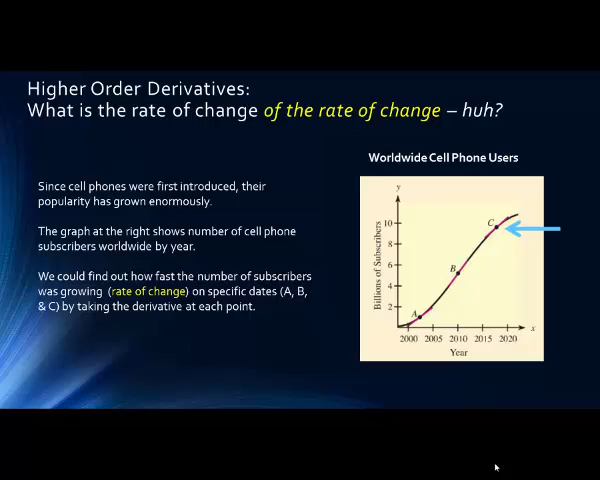 Higher Order Derivatives:
What is the rate of change of the rate of change – huh?
Since cell phones were first introduced, their
popularity has grown enormously.
The graph at the right shows number of cell phone
subscribers worldwide by year.
We could find out how fast the number of subscribers
was growing (rate of change) on specific dates (A, B,
& C) by taking the derivative at each point.
Worldwide Cell Phone Users
y
Billions of Subscribers
10
8
6
4
2
C
B
A
2000 2005 2010 2015 2020
x
Year